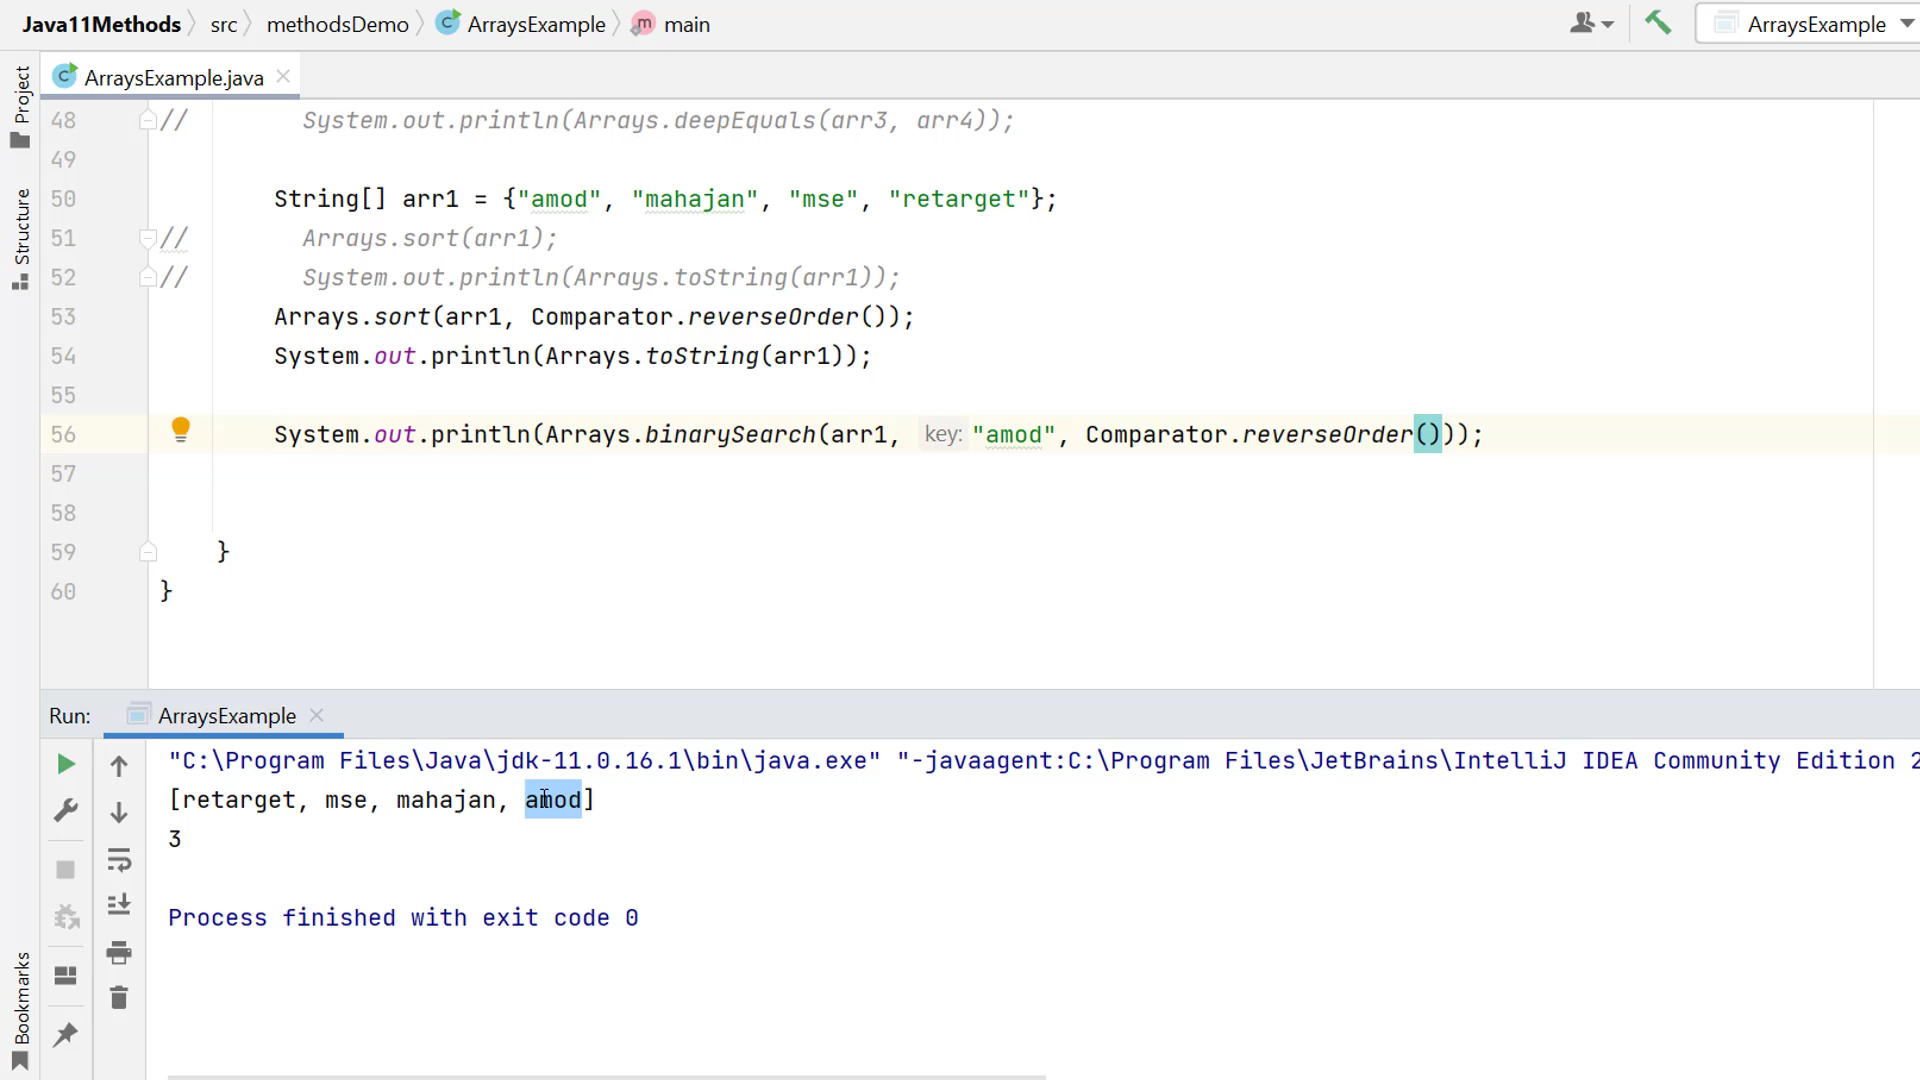 Java11Methods src methodsDemo ArraysExample main ArraysExample
Project
Structure
Bookmarks
ArraysExample.java
48 // System.out.println(Arrays.deepEquals(arr3, arr4));
49
50 String[] arr1 = {"amod", "mahajan", "mse", "retarget"};
51 // Arrays.sort(arr1);
52 // System.out.println(Arrays.toString(arr1));
53 Arrays.sort(arr1, Comparator.reverseOrder());
54 System.out.println(Arrays.toString(arr1));
55
56 System.out.println(Arrays.binarySearch(arr1, key: "amod", Comparator.reverseOrder()));
57
58
59 }
60 }
Run: ArraysExample
"C:\Program Files\Java\jdk-11.0.16.1\bin\java.exe" "-javaagent:C:\Program Files\JetBrains\IntelliJ IDEA Community Edition 2
[retarget, mse, mahajan, amod]
3
Process finished with exit code 0